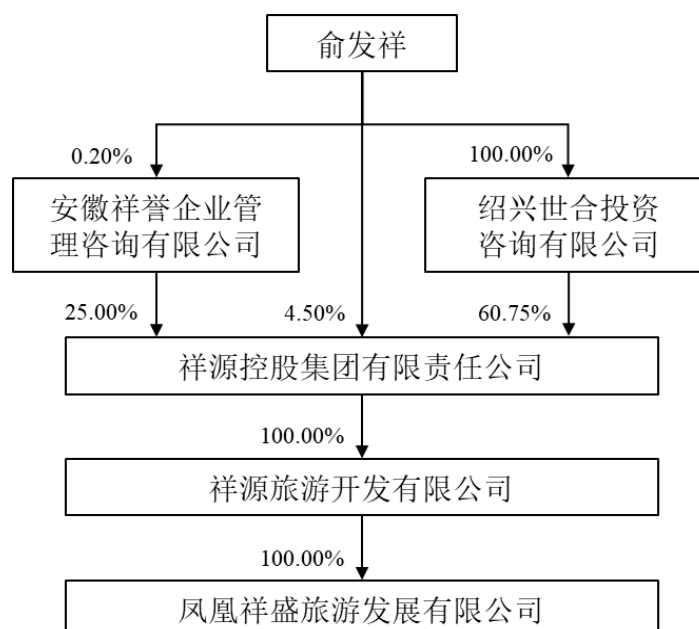 俞发祥
0.20%
100.00%
安徽祥誉企业管
理咨询有限公司
绍兴世合投资
咨询有限公司
25.00%
4.50%
60.75%
祥源控股集团有限责任公司
100.00%
祥源旅游开发有限公司
100.00%
凤凰祥盛旅游发展有限公司